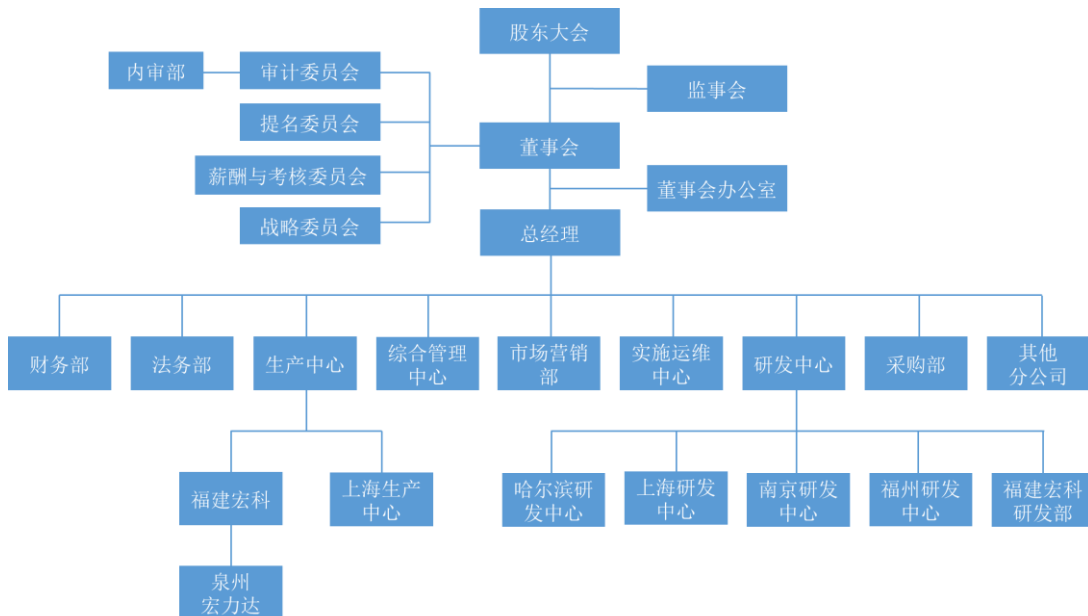 股东大会
内审部
审计委员会
监事会
提名委员会
董事会
薪酬与考核委员会
董事会办公室
战略委员会
总经理
财务部
法务部
生产中心
综合管理
中心
市场营销
部
实施运维
中心
研发中心
采购部
其他
分公司
福建宏科
上海生产
中心
哈尔滨研
发中心
上海研发
中心
南京研发
中心
福州研发
中心
福建宏科
研发部
泉州
宏力达